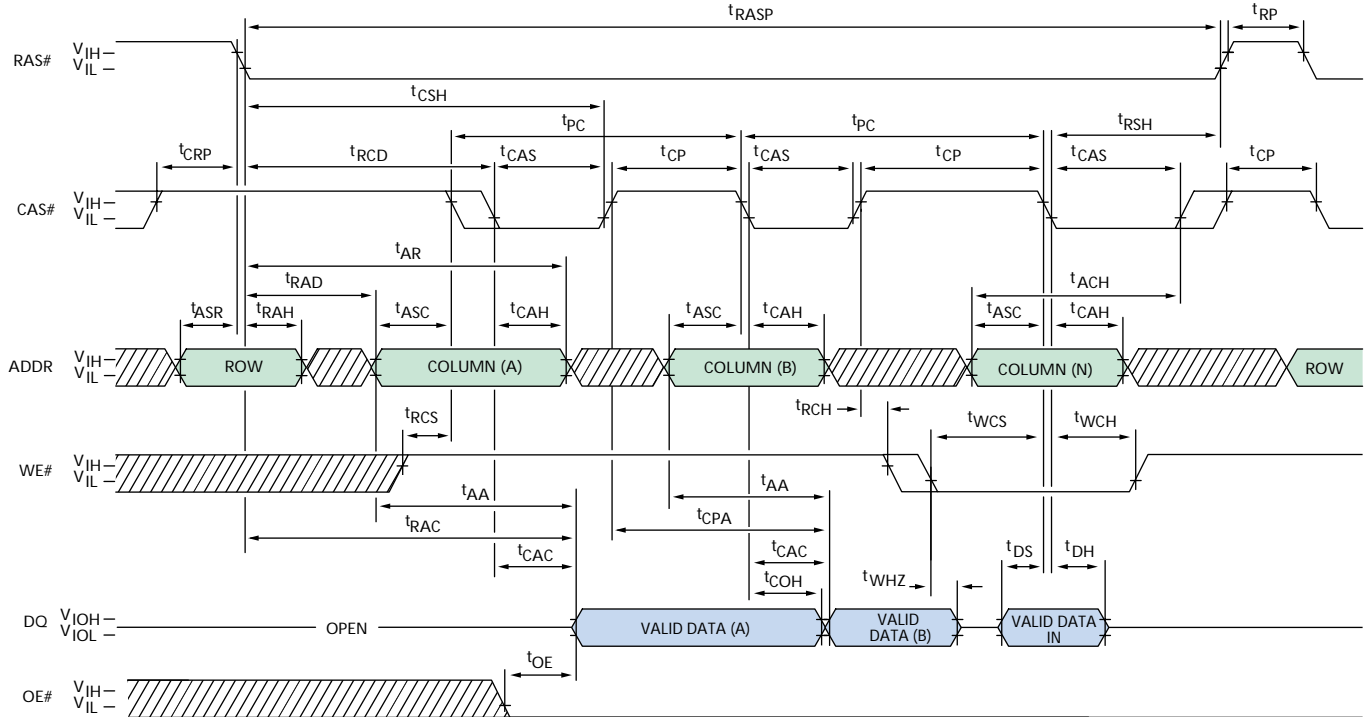 tRASP
tRP
RAS#
VIH
VIL
tCSH
tPC
tPC
tRSH
tCRP
tRCD
tCAS
tCP
tCAS
tCP
tCAS
tCP
CAS#
VIH
VIL
tAR
tRAD
tACH
tASR
tRAH
tASC
tCAH
tASC
tCAH
tASC
tCAH
ADDR
VIH
VIL
ROW
COLUMN (A)
COLUMN (B)
COLUMN (N)
ROW
tRCS
tRCH
tWCS
tWCH
WE#
VIH
VIL
tAA
tAA
tRAC
tCPA
tCAC
tCAC
tCOH
tWHZ
tDS
tDH
DQ
VIOH
VIOL
OPEN
VALID DATA (A)
VALID
DATA (B)
VALID DATA
IN
tOE
OE#
VIH
VIL